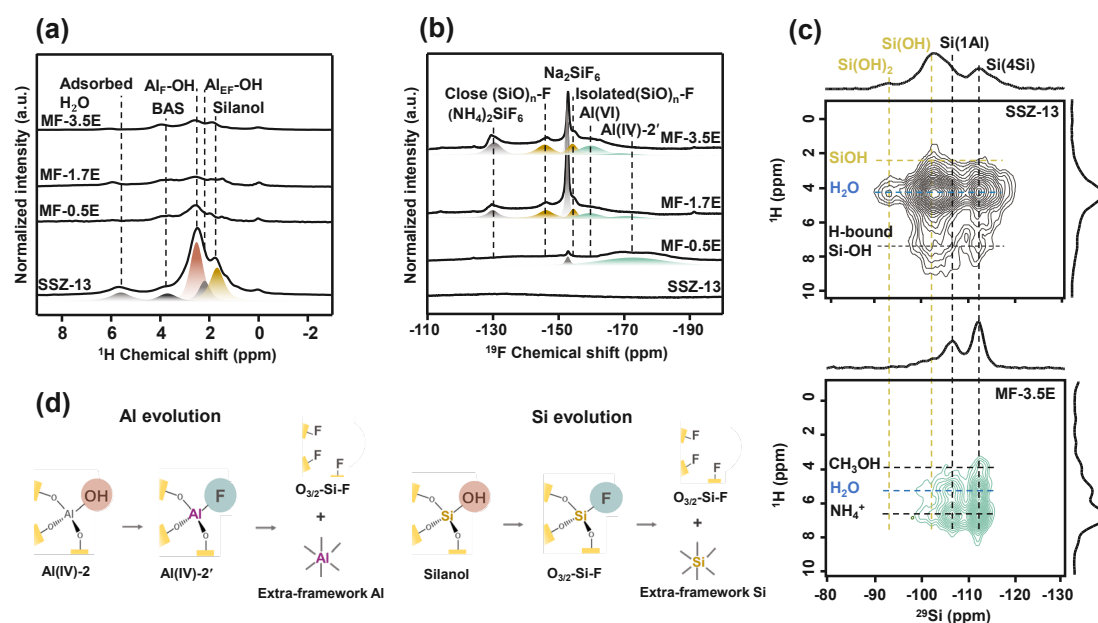 (a)
Adsorbed
H₂O
Al_F-OH
BAS
Al_EF-OH
Silanol
MF-3.5E
MF-1.7E
MF-0.5E
SSZ-13
Normalized intensity (a.u.)
8 6 4 2 0 -2
¹H Chemical shift (ppm)
(b)
Na₂SiF₆
Close (SiO)ₙ-F
(NH₄)₂SiF₆
Isolated(SiO)ₙ-F
Al(VI)
Al(IV)-2′
MF-3.5E
MF-1.7E
MF-0.5E
SSZ-13
Normalized intensity (a.u.)
-110 -130 -150 -170 -190
¹⁹F Chemical shift (ppm)
(c)
Si(OH)₂
Si(OH)
Si(1Al)
Si(4Si)
SSZ-13
SiOH
H₂O
H-bound
Si-OH
0
2
4
6
8
10
¹H (ppm)
MF-3.5E
CH₃OH
H₂O
NH₄⁺
0
2
4
6
8
10
¹H (ppm)
-80 -90 -100 -110 -120 -130
²⁹Si (ppm)
(d)
Al evolution
Si evolution
O Al OH O O
Al(IV)-2
O Al F O O
Al(IV)-2′
F
F
F
O₃/₂-Si-F
+
Al
Extra-framework Al
O Si OH O O
Silanol
O Si F O O
O₃/₂-Si-F
F
F
F
O₃/₂-Si-F
+
Si
Extra-framework Si